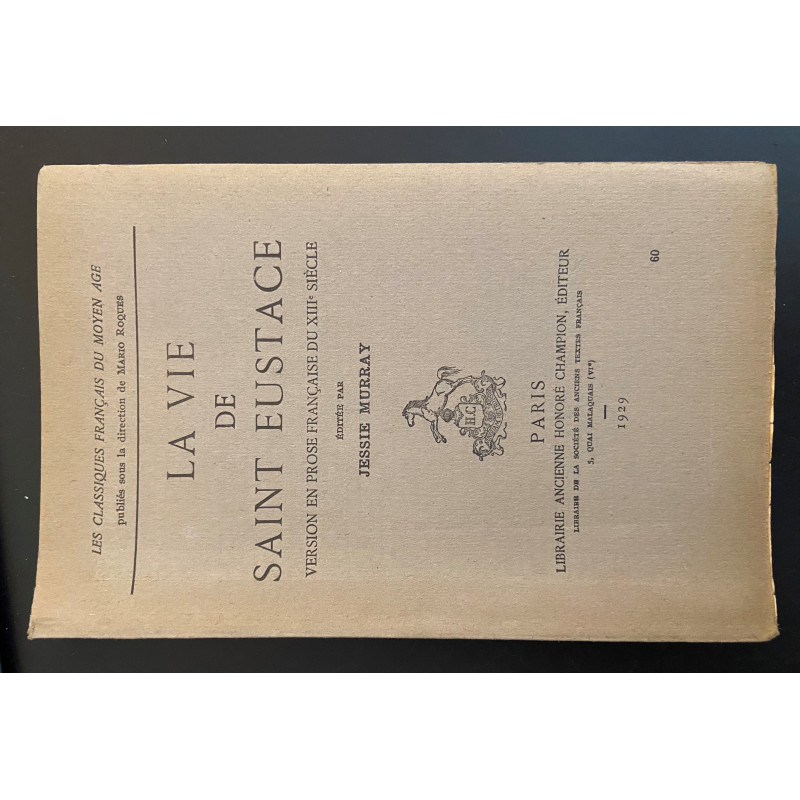 LES CLASSIQUES FRANÇAIS DU MOYEN AGE
publiés sous la direction de MARIO ROQUES
LA VIE
DE
SAINT EUSTACE
VERSION EN PROSE FRANÇAISE DU XIIIe SIÈCLE
ÉDITÉE PAR
JESSIE MURRAY
H.C
PARIS
LIBRAIRIE ANCIENNE HONORÉ CHAMPION, ÉDITEUR
LIBRAIRE DE LA SOCIÉTÉ DES ANCIENS TEXTES FRANÇAIS
5, QUAI MALAQUAIS (VIe)
1929
60